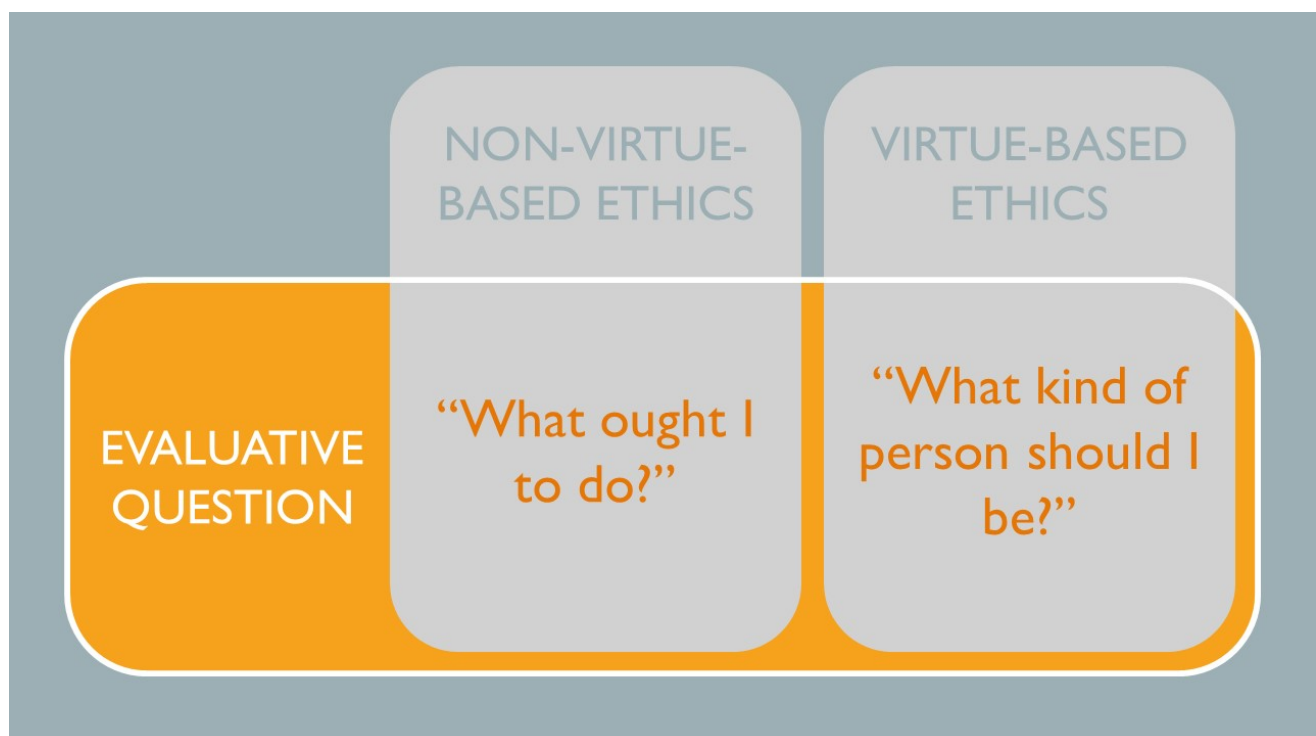 NON-VIRTUE-
BASED ETHICS
VIRTUE-BASED
ETHICS
EVALUATIVE
QUESTION
“What ought I
to do?”
“What kind of
person should I
be?”